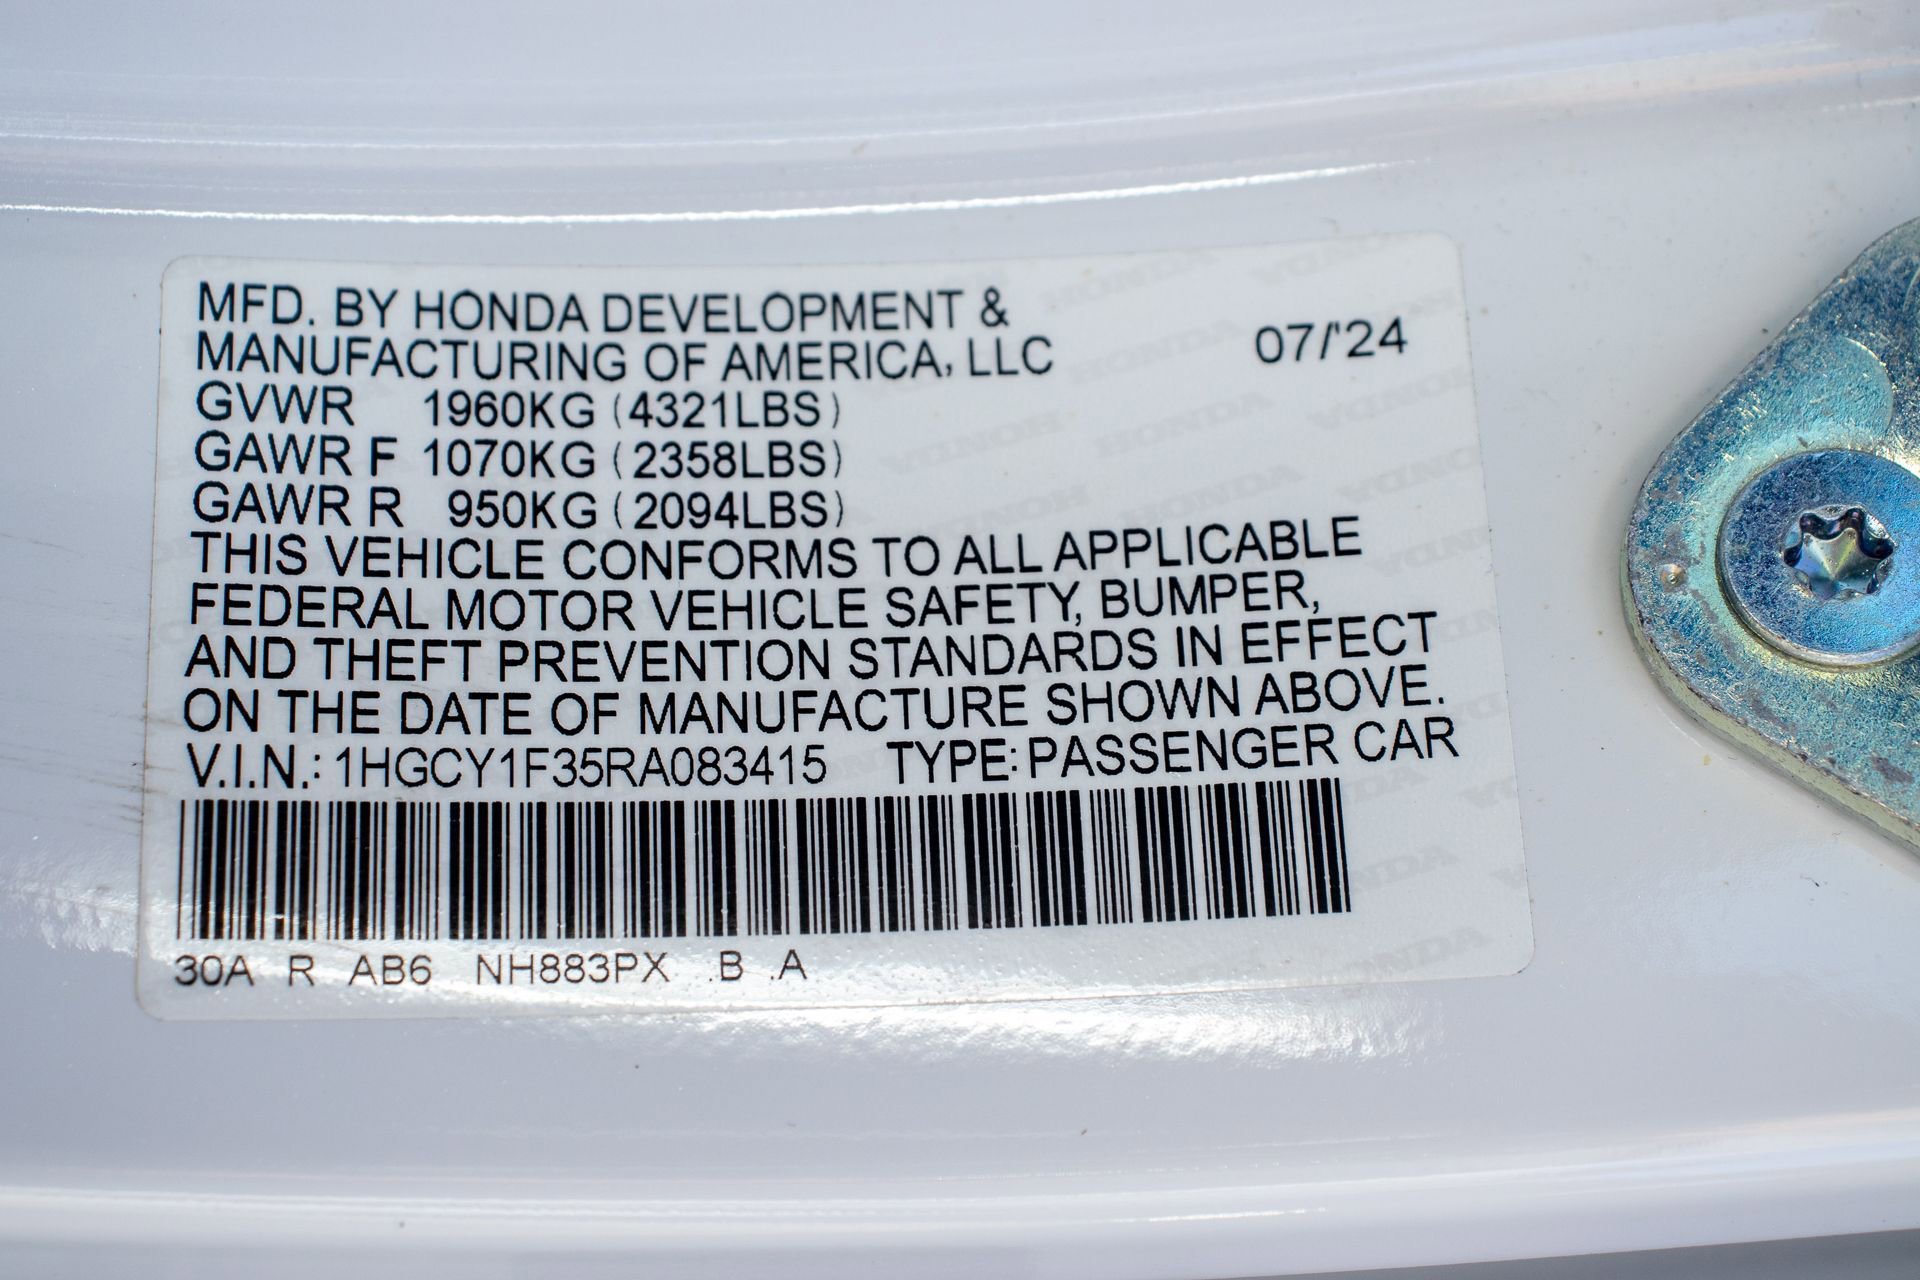 MFD. BY HONDA DEVELOPMENT &
MANUFACTURING OF AMERICA, LLC 07/'24
GVWR 1960KG (4321LBS)
GAWR F 1070KG (2358LBS)
GAWR R 950KG (2094LBS)
THIS VEHICLE CONFORMS TO ALL APPLICABLE
FEDERAL MOTOR VEHICLE SAFETY, BUMPER,
AND THEFT PREVENTION STANDARDS IN EFFECT
ON THE DATE OF MANUFACTURE SHOWN ABOVE.
V.I.N.: 1HGCY1F35RA083415 TYPE: PASSENGER CAR
30A R AB6 NH883PX .B .A